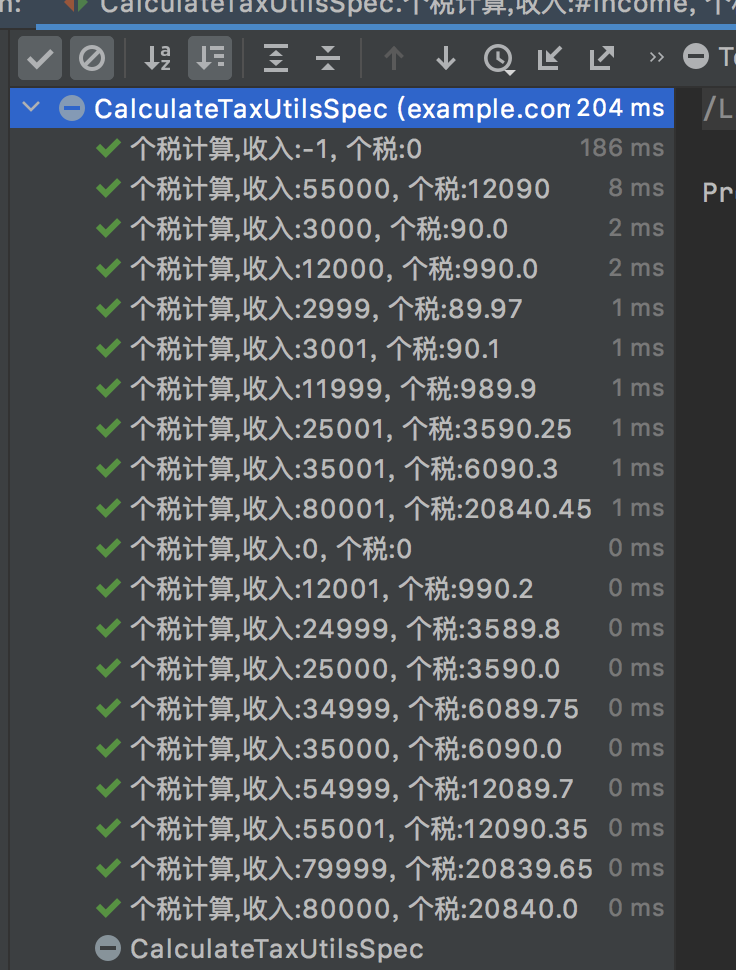 n: CalculateTaxUtilsSpec.个税计算,收入:#income, 个
CalculateTaxUtilsSpec (example.com 204 ms /L
个税计算,收入:-1, 个税:0 186 ms
个税计算,收入:55000, 个税:12090 8 ms Pr
个税计算,收入:3000, 个税:90.0 2 ms
个税计算,收入:12000, 个税:990.0 2 ms
个税计算,收入:2999, 个税:89.97 1 ms
个税计算,收入:3001, 个税:90.1 1 ms
个税计算,收入:11999, 个税:989.9 1 ms
个税计算,收入:25001, 个税:3590.25 1 ms
个税计算,收入:35001, 个税:6090.3 1 ms
个税计算,收入:80001, 个税:20840.45 1 ms
个税计算,收入:0, 个税:0 0 ms
个税计算,收入:12001, 个税:990.2 0 ms
个税计算,收入:24999, 个税:3589.8 0 ms
个税计算,收入:25000, 个税:3590.0 0 ms
个税计算,收入:34999, 个税:6089.75 0 ms
个税计算,收入:35000, 个税:6090.0 0 ms
个税计算,收入:54999, 个税:12089.7 0 ms
个税计算,收入:55001, 个税:12090.35 0 ms
个税计算,收入:79999, 个税:20839.65 0 ms
个税计算,收入:80000, 个税:20840.0 0 ms
CalculateTaxUtilsSpec